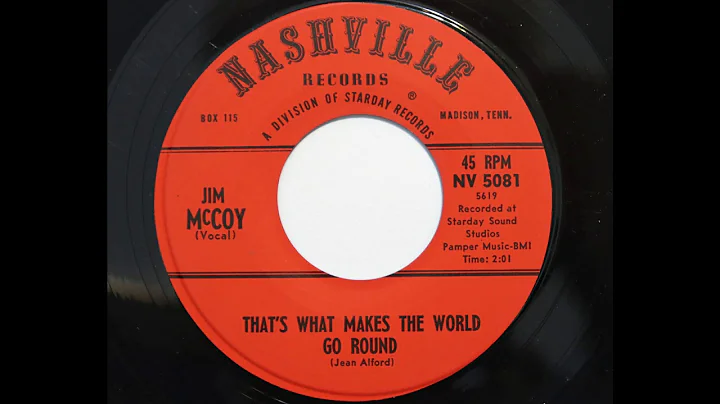 NASHVILLE
RECORDS
®
A DIVISION OF STARDAY RECORDS
BOX 115
MADISON, TENN.
JIM
McCOY
(Vocal)
45 RPM
NV 5081
5619
Recorded at
Starday Sound
Studios
Pamper Music-BMI
Time: 2:01
THAT'S WHAT MAKES THE WORLD
GO ROUND
(Jean Alford)